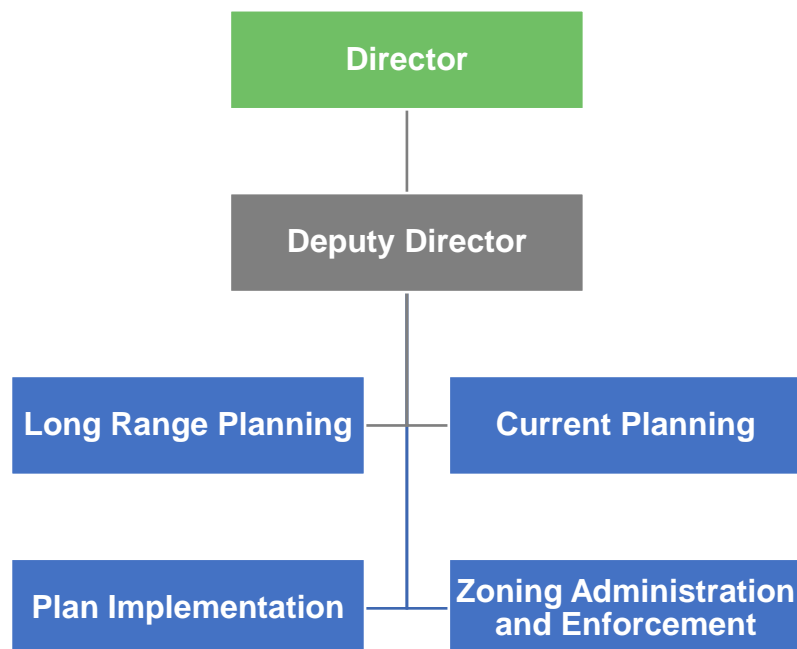 Director
Deputy Director
Long Range Planning
Current Planning
Plan Implementation
Zoning Administration
and Enforcement